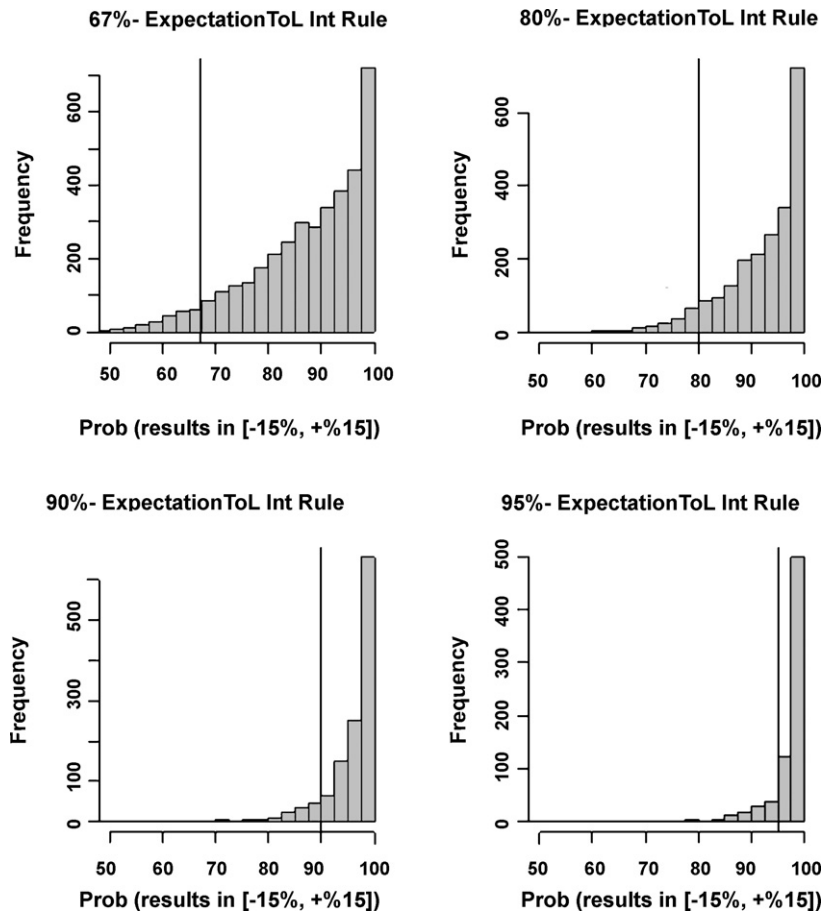 67%- ExpectationToL Int Rule
Frequency
0
200
400
600
50 60 70 80 90 100
Prob (results in [-15%, +%15])
80%- ExpectationToL Int Rule
Frequency
0
200
400
600
50 60 70 80 90 100
Prob (results in [-15%, +%15])
90%- ExpectationToL Int Rule
Frequency
0
100
300
500
50 60 70 80 90 100
Prob (results in [-15%, +%15])
95%- ExpectationToL Int Rule
Frequency
0
100
200
300
400
500
50 60 70 80 90 100
Prob (results in [-15%, +%15])